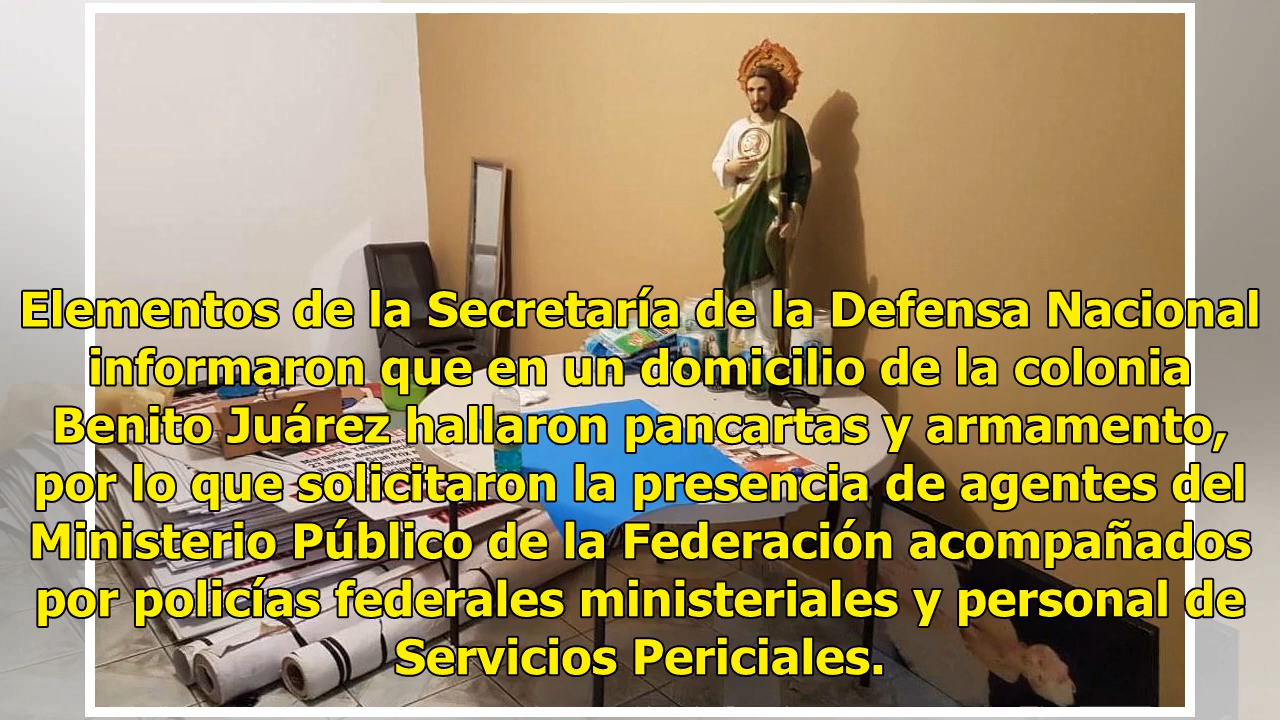 Elementos de la Secretaría de la Defensa Nacional
informaron que en un domicilio de la colonia
Benito Juárez hallaron pancartas y armamento,
por lo que solicitaron la presencia de agentes del
Ministerio Público de la Federación acompañados
por policías federales ministeriales y personal de
Servicios Periciales.